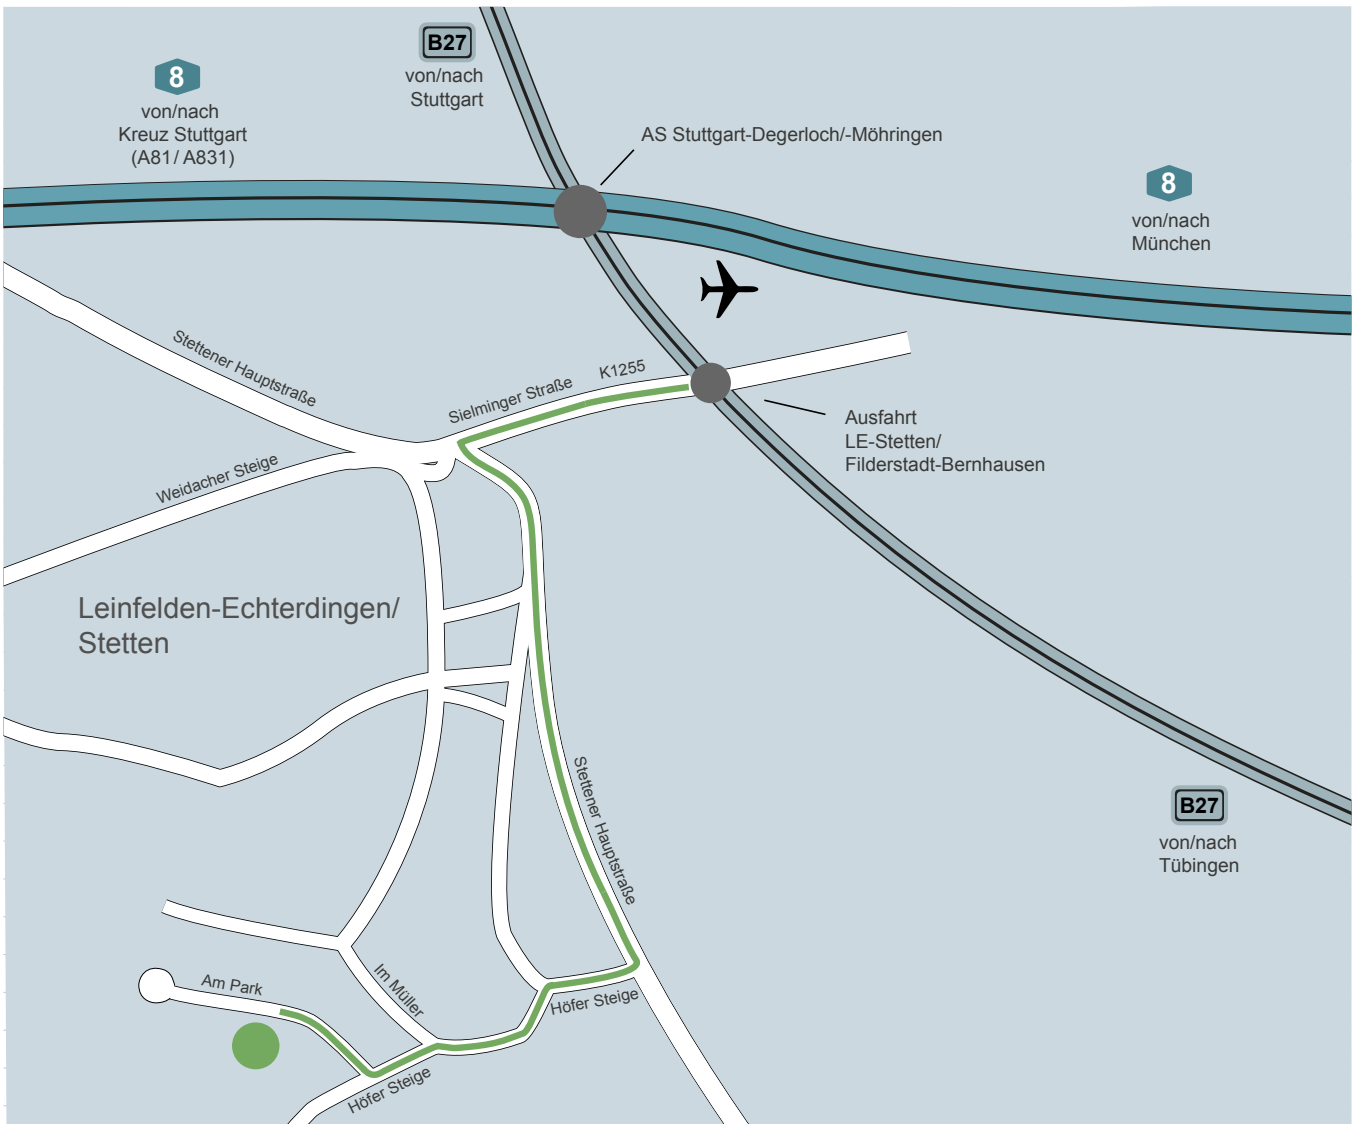 B27
von/nach
Stuttgart
8
von/nach
Kreuz Stuttgart
(A81/ A831)
AS Stuttgart-Degerloch/-Möhringen
8
von/nach
München
Stettener Hauptstraße
Sielminger Straße
K1255
Ausfahrt
LE-Stetten/
Filderstadt-Bernhausen
Weidacher Steige
Leinfelden-Echterdingen/
Stetten
Stettener Hauptstraße
B27
von/nach
Tübingen
Am Park
Im Müller
Höfer Steige
Höfer Steige